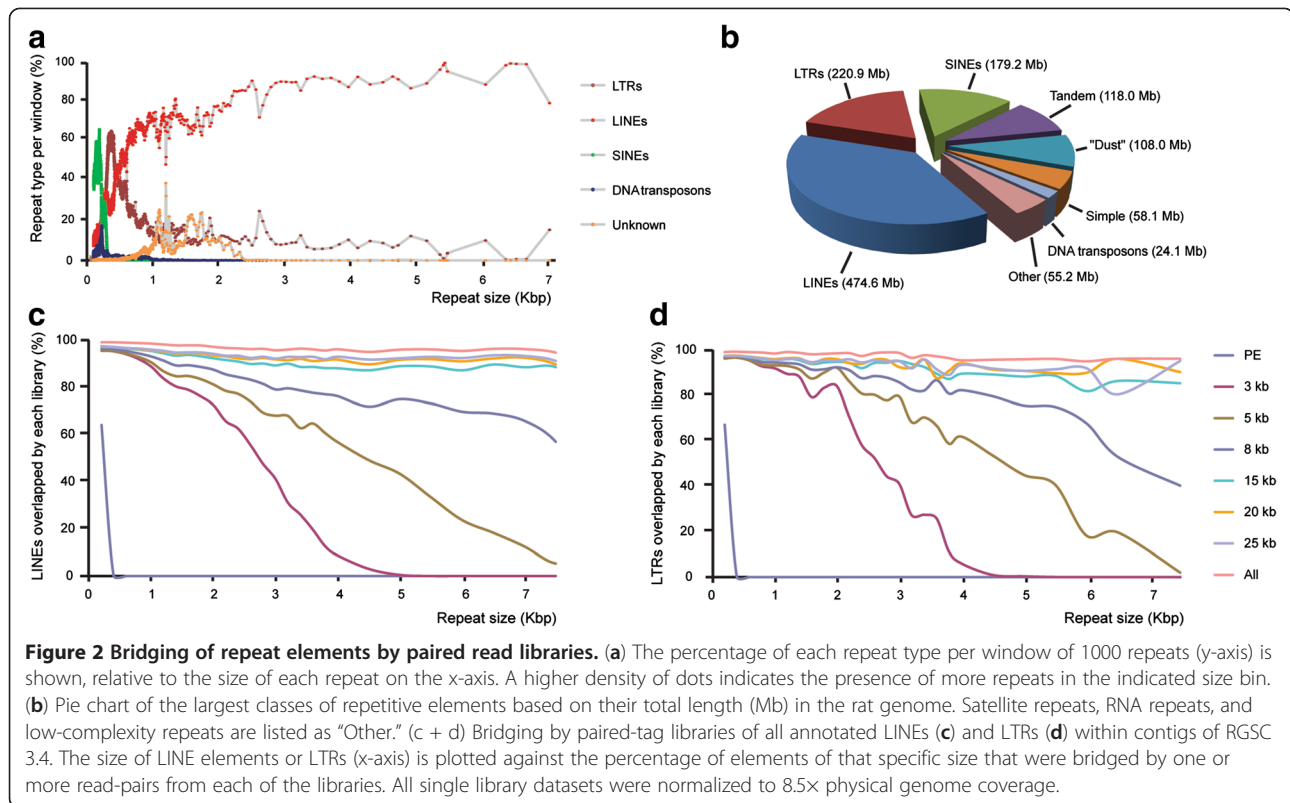 a
Repeat type per window (%)
100
80
60
40
20
0
0
1
2
3
4
5
6
7
Repeat size (Kbp)
LTRs
LINEs
SINEs
DNA transposons
Unknown
b
LTRs (220.9 Mb)
SINEs (179.2 Mb)
Tandem (118.0 Mb)
"Dust" (108.0 Mb)
Simple (58.1 Mb)
DNA transposons (24.1 Mb)
Other (55.2 Mb)
LINEs (474.6 Mb)
c
LINEs overlapped by each library (%)
100
80
60
40
20
0
0
1
2
3
4
5
6
7
Repeat size (Kbp)
d
LTRs overlapped by each library (%)
100
80
60
40
20
0
0
1
2
3
4
5
6
7
Repeat size (Kbp)
PE
3 kb
5 kb
8 kb
15 kb
20 kb
25 kb
All
Figure 2 Bridging of repeat elements by paired read libraries. (a) The percentage of each repeat type per window of 1000 repeats (y-axis) is
shown, relative to the size of each repeat on the x-axis. A higher density of dots indicates the presence of more repeats in the indicated size bin.
(b) Pie chart of the largest classes of repetitive elements based on their total length (Mb) in the rat genome. Satellite repeats, RNA repeats, and
low-complexity repeats are listed as “Other.” (c + d) Bridging by paired-tag libraries of all annotated LINEs (c) and LTRs (d) within contigs of RGSC
3.4. The size of LINE elements or LTRs (x-axis) is plotted against the percentage of elements of that specific size that were bridged by one or
more read-pairs from each of the libraries. All single library datasets were normalized to 8.5× physical genome coverage.